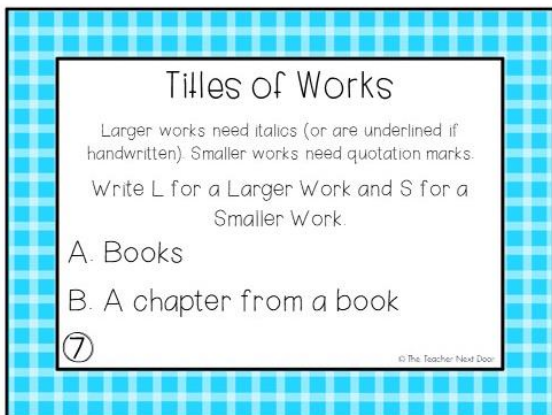 Titles of Works
Larger works need italics (or are underlined if
handwritten). Smaller works need quotation marks.
Write L for a Larger Work and S for a
Smaller Work.
A. Books
B. A chapter from a book
7
© The Teacher Next Door